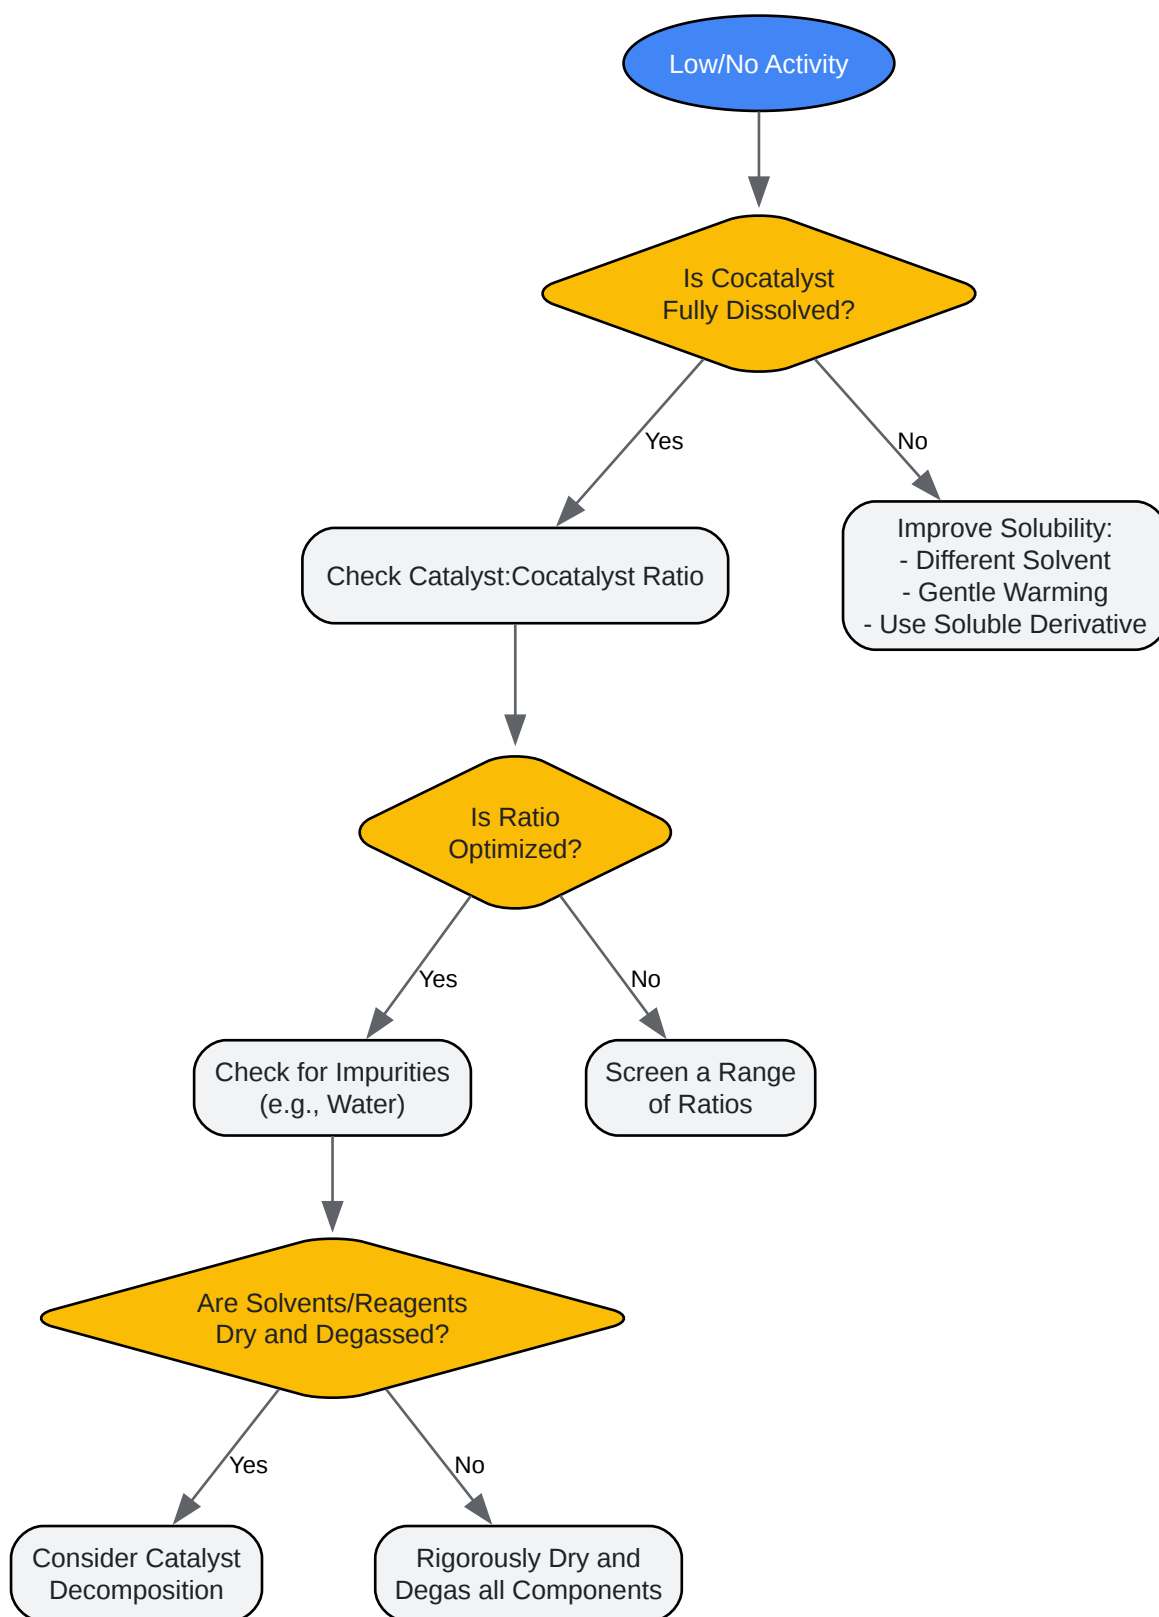 Low/No Activity
Is Cocatalyst
Fully Dissolved?
Yes
No
Check Catalyst:Cocatalyst Ratio
Improve Solubility:
- Different Solvent
- Gentle Warming
- Use Soluble Derivative
Is Ratio
Optimized?
Yes
No
Check for Impurities
(e.g., Water)
Screen a Range
of Ratios
Are Solvents/Reagents
Dry and Degassed?
Yes
No
Consider Catalyst
Decomposition
Rigorously Dry and
Degas all Components